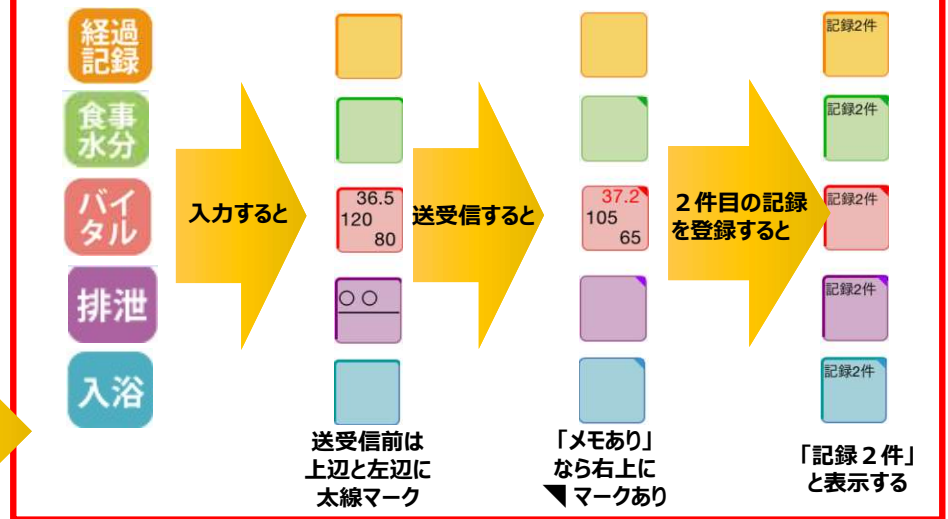 経過
記録
記録2件
食事
水分
記録2件
バイ
タル
入力すると
36.5
120
80
送受信すると
37.2
105
65
２件目の記録
を登録すると
記録2件
排泄
○ ○
記録2件
入浴
記録2件
送受信前は
上辺と左辺に
太線マーク
「メモあり」
なら右上に
◥ マークあり
「記録２件」
と表示する